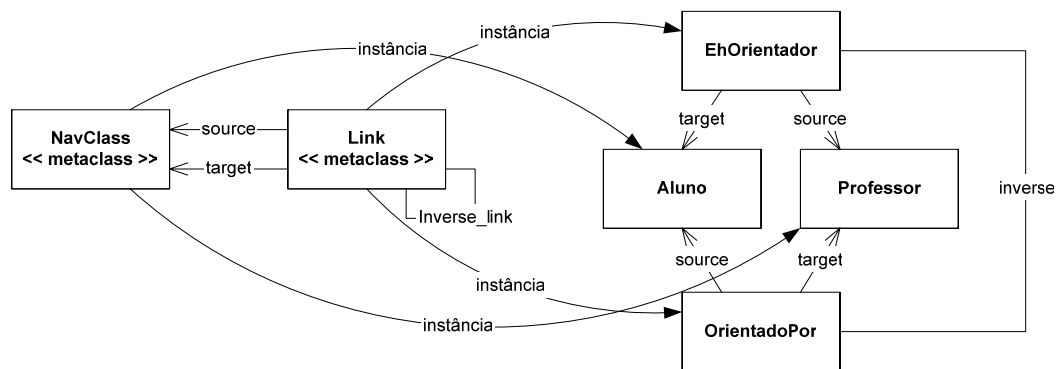 instância
EhOrientador
instância
target
source
NavClass
<< metaclass >>
source
target
Link
<< metaclass >>
Inverse_link
Aluno
Professor
inverse
source
target
instância
instância
OrientadoPor